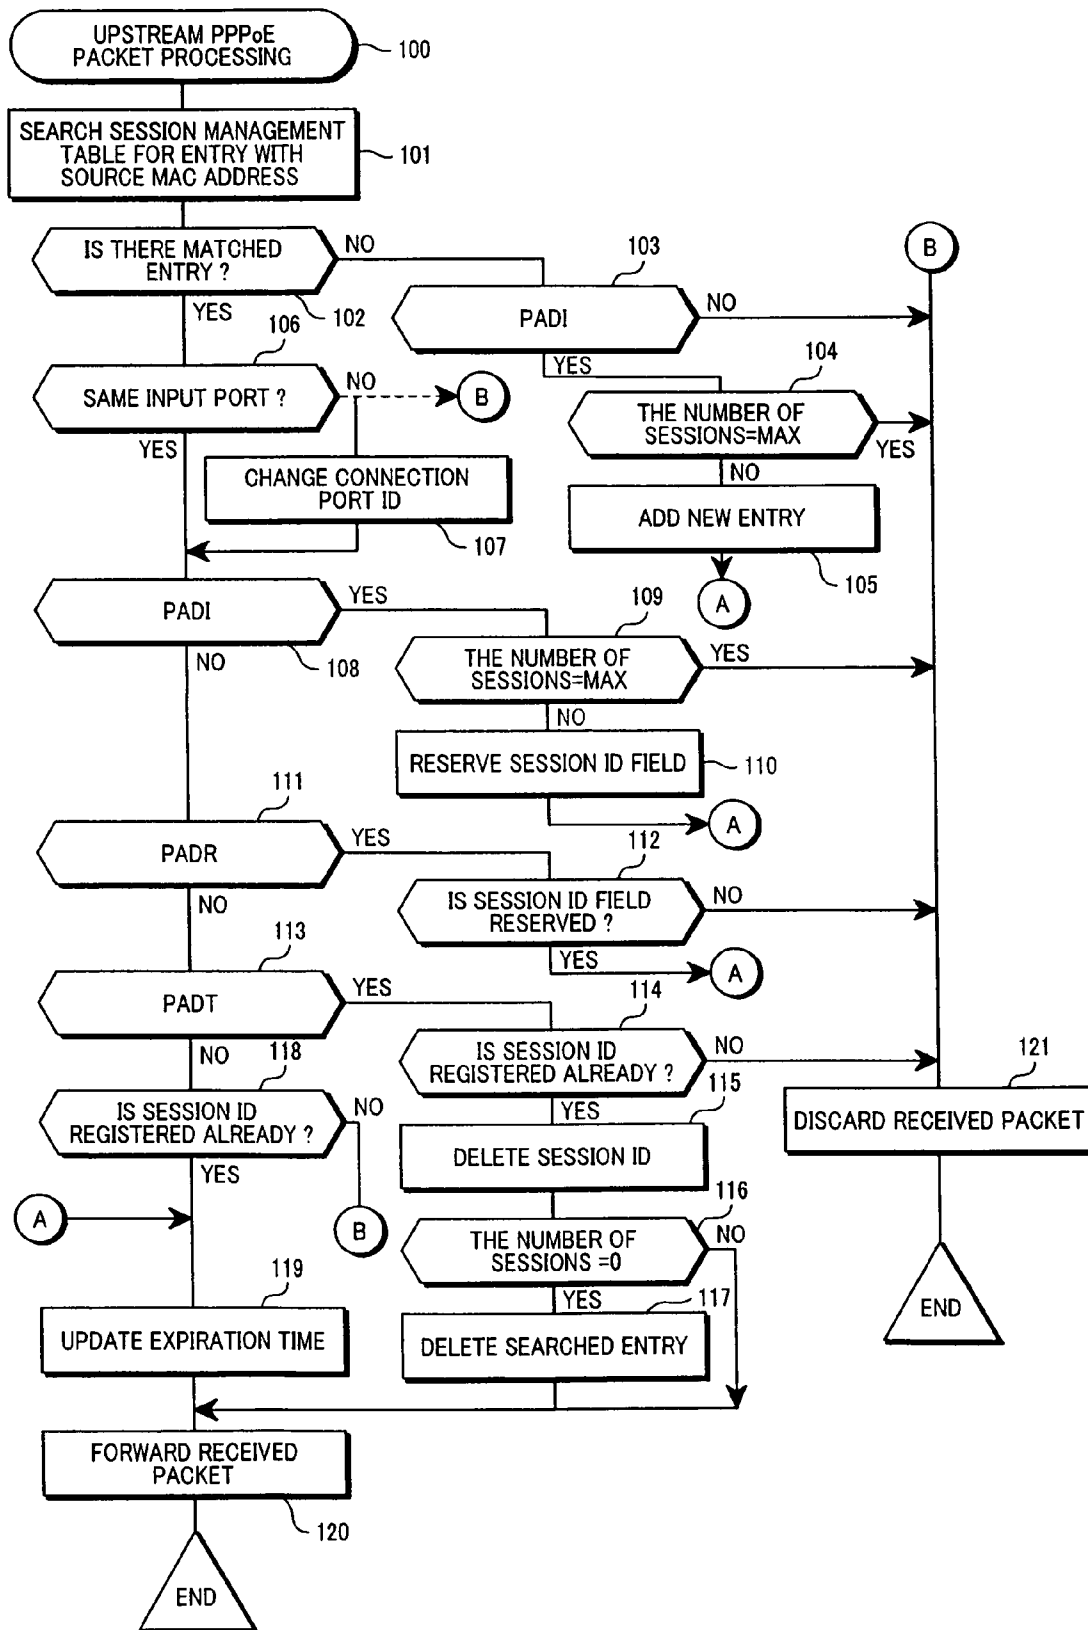 UPSTREAM PPPoE
PACKET PROCESSING
100
SEARCH SESSION MANAGEMENT
TABLE FOR ENTRY WITH
SOURCE MAC ADDRESS
101
IS THERE MATCHED
ENTRY ?
NO
YES
102
103
PADI
NO
YES
B
106
SAME INPUT PORT ?
NO
B
YES
104
THE NUMBER OF
SESSIONS=MAX
YES
NO
CHANGE CONNECTION
PORT ID
107
ADD NEW ENTRY
105
A
PADI
YES
108
NO
109
THE NUMBER OF
SESSIONS=MAX
YES
NO
RESERVE SESSION ID FIELD
110
A
111
PADR
YES
NO
112
IS SESSION ID FIELD
RESERVED ?
NO
YES
A
113
PADT
YES
NO
114
IS SESSION ID
REGISTERED ALREADY ?
NO
YES
118
IS SESSION ID
REGISTERED ALREADY ?
NO
YES
B
115
DELETE SESSION ID
121
DISCARD RECEIVED PACKET
A
116
THE NUMBER OF
SESSIONS =0
NO
YES
117
DELETE SEARCHED ENTRY
END
119
UPDATE EXPIRATION TIME
FORWARD RECEIVED
PACKET
120
END